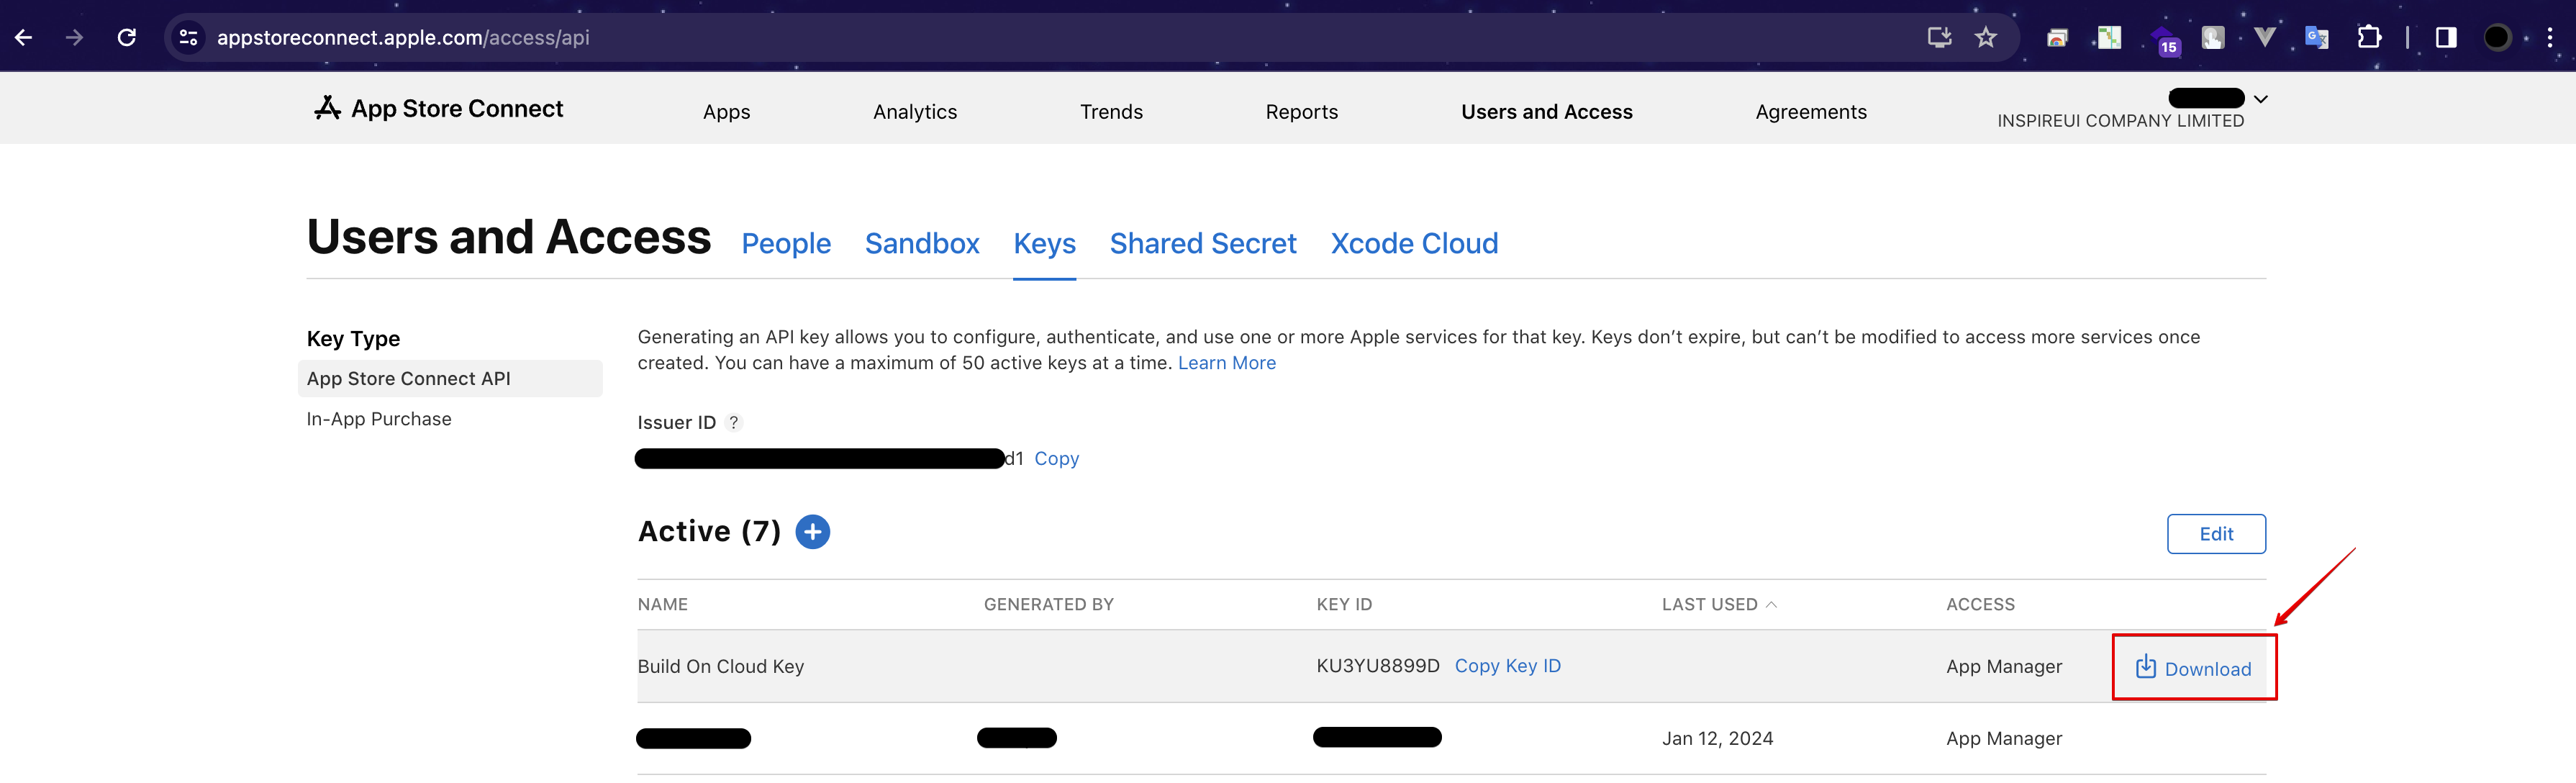 appstoreconnect.apple.com/access/api
15
App Store Connect
Apps
Analytics
Trends
Reports
Users and Access
Agreements
INSPIREUI COMPANY LIMITED
Users and Access
People
Sandbox
Keys
Shared Secret
Xcode Cloud
Key Type
App Store Connect API
In-App Purchase
Generating an API key allows you to configure, authenticate, and use one or more Apple services for that key. Keys don’t expire, but can’t be modified to access more services once
created. You can have a maximum of 50 active keys at a time. Learn More
Issuer ID ?
d1 Copy
Active (7)
Edit
NAME GENERATED BY KEY ID LAST USED ACCESS
Build On Cloud Key KU3YU8899D Copy Key ID App Manager Download
Jan 12, 2024 App Manager